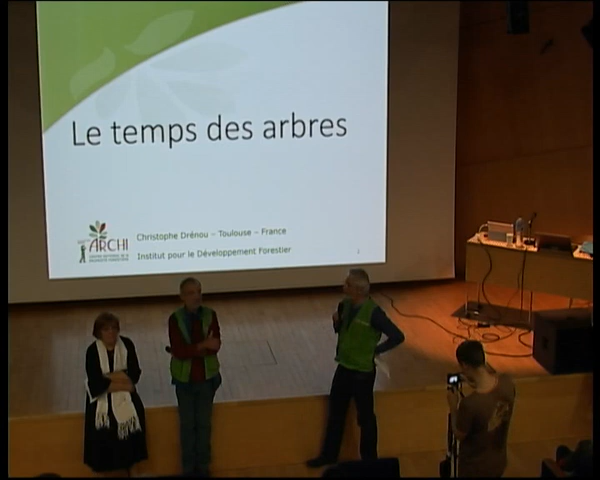 Le temps des arbres
ARCHI
Christophe Drénou – Toulouse – France
Institut pour le Développement Forestier